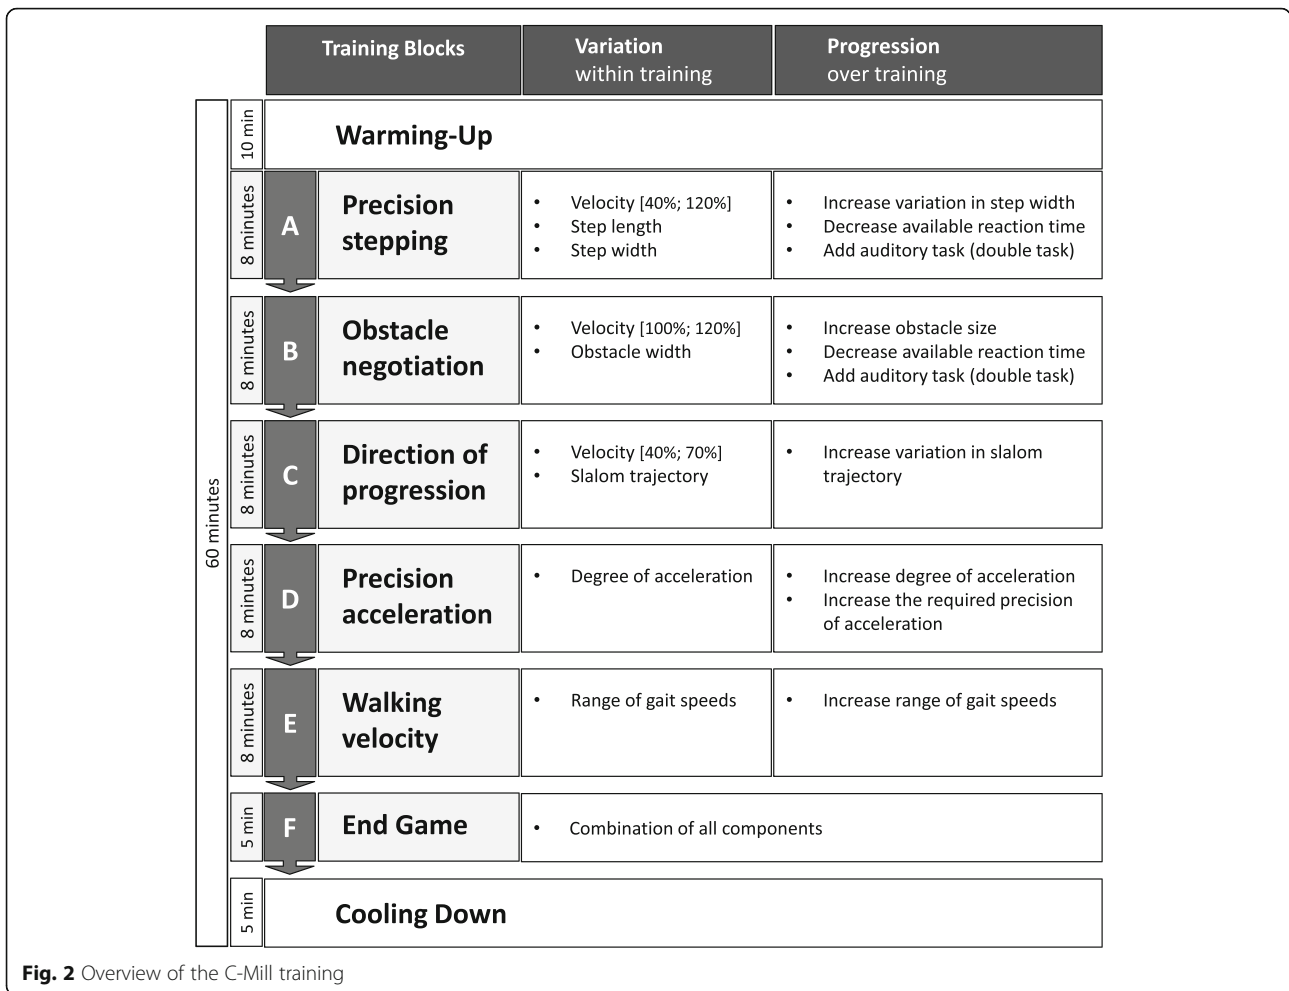 Training Blocks
Variation
within training
Progression
over training
60 minutes
10 min
Warming-Up
8 minutes
A
Precision
stepping
• Velocity [40%; 120%]
• Step length
• Step width
• Increase variation in step width
• Decrease available reaction time
• Add auditory task (double task)
8 minutes
B
Obstacle
negotiation
• Velocity [100%; 120%]
• Obstacle width
• Increase obstacle size
• Decrease available reaction time
• Add auditory task (double task)
8 minutes
C
Direction of
progression
• Velocity [40%; 70%]
• Slalom trajectory
• Increase variation in slalom
trajectory
8 minutes
D
Precision
acceleration
• Degree of acceleration
• Increase degree of acceleration
• Increase the required precision
of acceleration
8 minutes
E
Walking
velocity
• Range of gait speeds
• Increase range of gait speeds
5 min
F
End Game
• Combination of all components
5 min
Cooling Down
Fig. 2 Overview of the C-Mill training